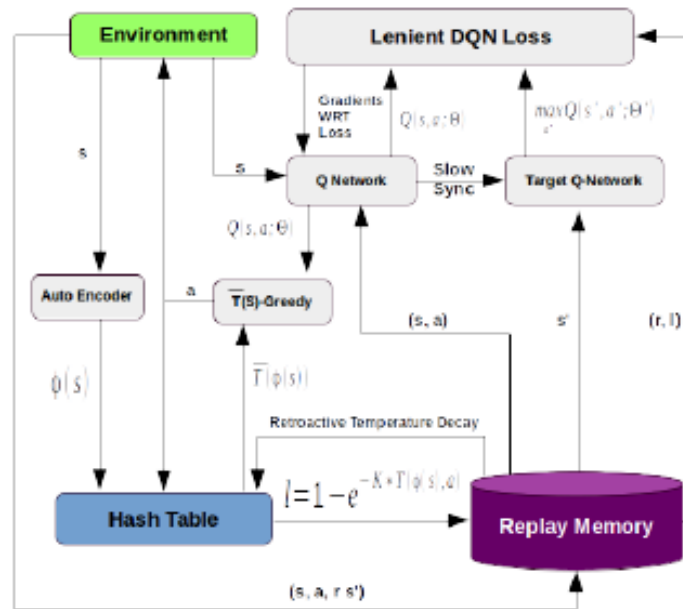 Environment
Lenient DQN Loss
Gradients
WRT
Loss
Q(s,a;Θ)
max Q(s',a';Θ')
a'
s
s
Q Network
Slow
Sync
Target Q-Network
Q(s,a;Θ)
Auto Encoder
a
T̅(S)-Greedy
(s, a)
s'
(r, l)
ϕ(s)
T̅(ϕ(s))
Retroactive Temperature Decay
Hash Table
l=1−e^{−K*T(ϕ(s),a)}
Replay Memory
(s, a, r s')